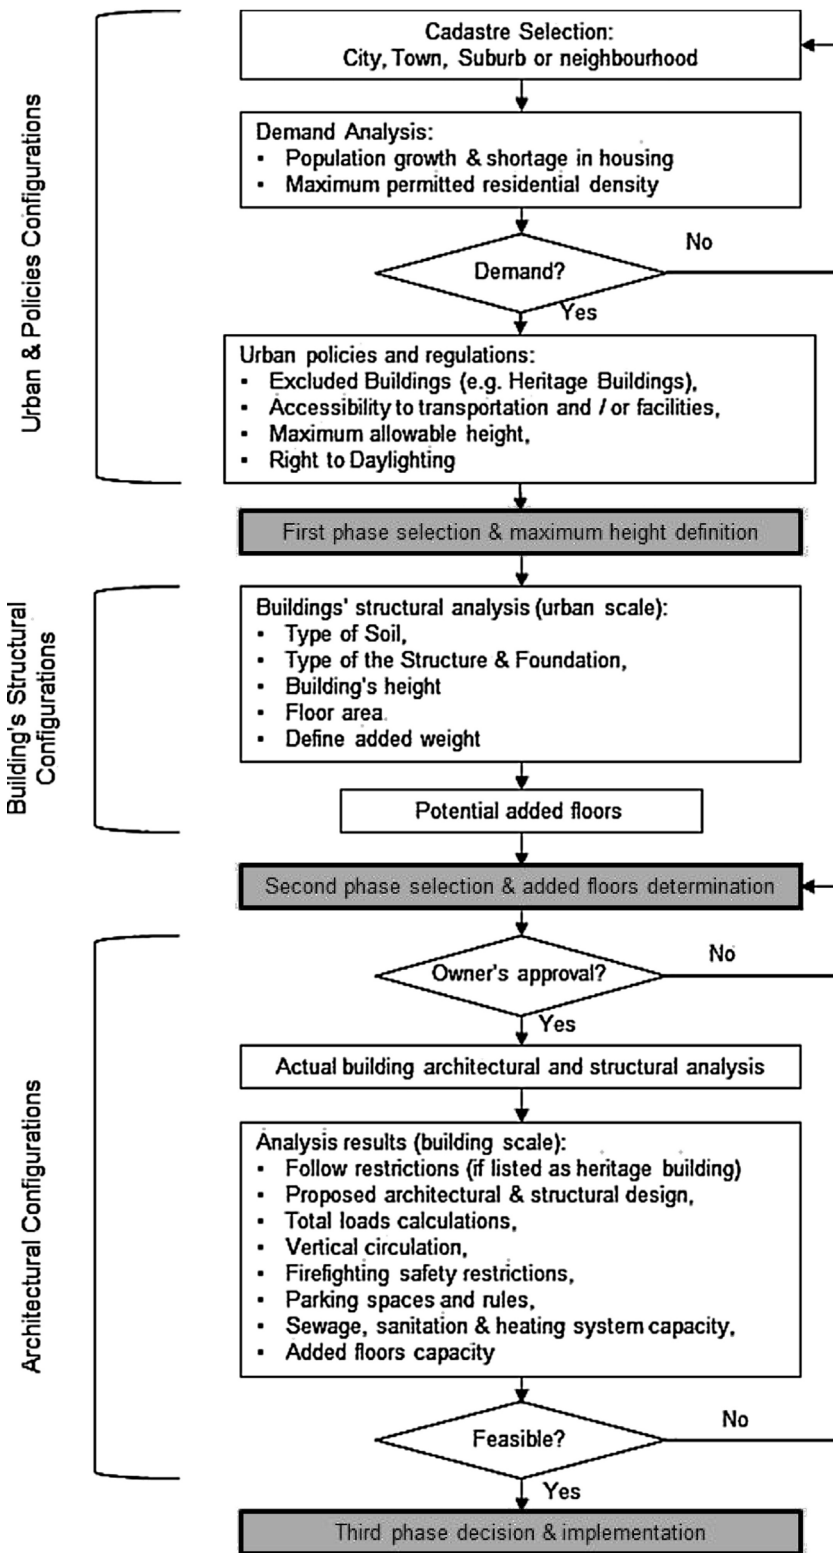 Urban & Policies Configurations
Cadastre Selection:
City, Town, Suburb or neighbourhood
Demand Analysis:
• Population growth & shortage in housing
• Maximum permitted residential density
Demand?
No
Yes
Urban policies and regulations:
• Excluded Buildings (e.g. Heritage Buildings),
• Accessibility to transportation and / or facilities,
• Maximum allowable height,
• Right to Daylighting
First phase selection & maximum height definition
Building's Structural
Configurations
Buildings' structural analysis (urban scale):
• Type of Soil,
• Type of the Structure & Foundation,
• Building's height
• Floor area
• Define added weight
Potential added floors
Second phase selection & added floors determination
Architectural Configurations
Owner's approval?
No
Yes
Actual building architectural and structural analysis
Analysis results (building scale):
• Follow restrictions (if listed as heritage building)
• Proposed architectural & structural design,
• Total loads calculations,
• Vertical circulation,
• Firefighting safety restrictions,
• Parking spaces and rules,
• Sewage, sanitation & heating system capacity,
• Added floors capacity
Feasible?
No
Yes
Third phase decision & implementation